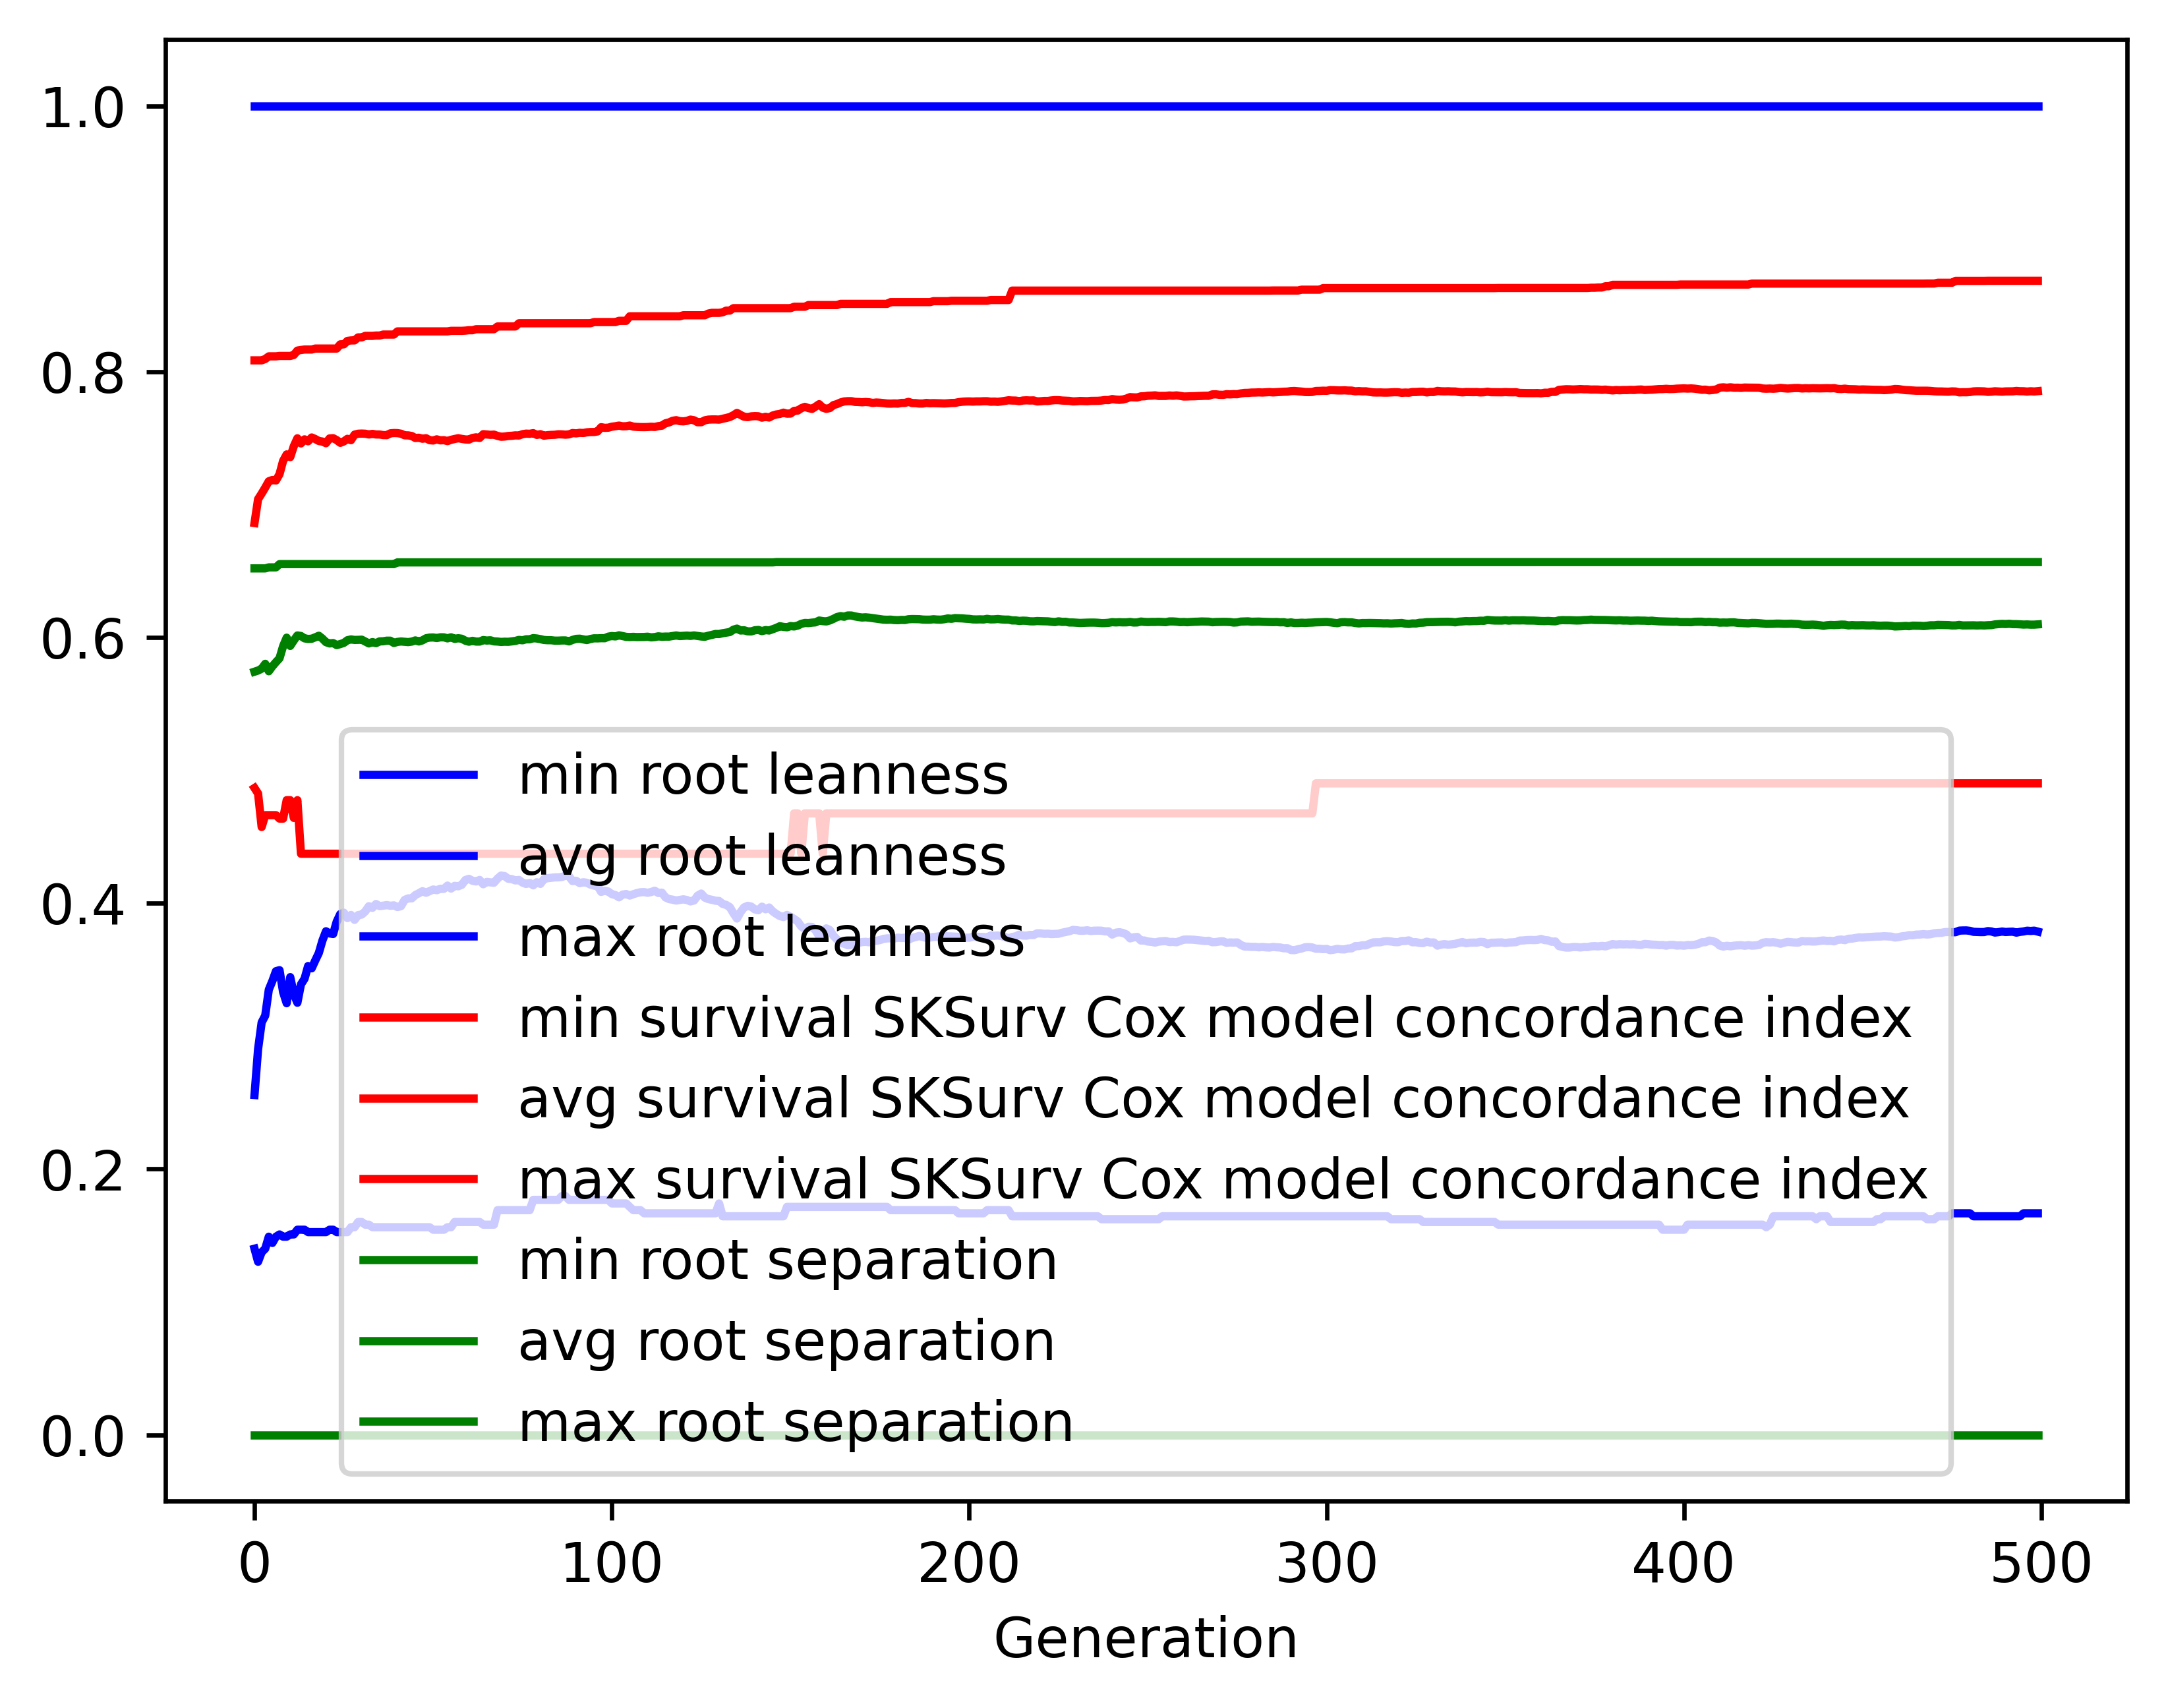 1.0
0.8
0.6
0.4
0.2
0.0
min root leanness
avg root leanness
max root leanness
min survival SKSurv Cox model concordance index
avg survival SKSurv Cox model concordance index
max survival SKSurv Cox model concordance index
min root separation
avg root separation
max root separation
0 100 200 300 400 500
Generation